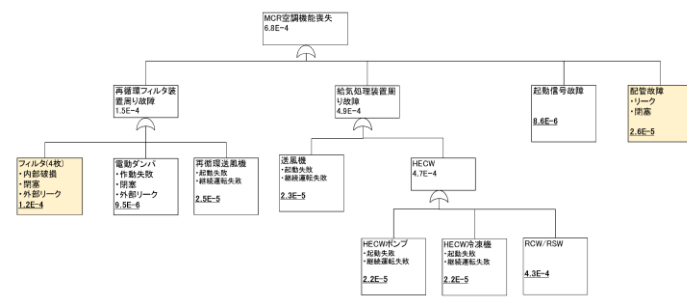 MCR空調機能喪失
6.8E-4
再循環フィルタ装
置周り故障
1.5E-4
給気処理装置周
り故障
4.9E-4
起動信号故障
8.6E-6
配管故障
・リーク
・閉塞
2.6E-5
フィルタ(4枚)
・内部破損
・閉塞
・外部リーク
1.2E-4
電動ダンパ
・作動失敗
・閉塞
・外部リーク
9.5E-6
再循環送風機
・起動失敗
・継続運転失敗
2.5E-5
送風機
・起動失敗
・継続運転失敗
2.3E-5
HECW
4.7E-4
HECWポンプ
・起動失敗
・継続運転失敗
2.2E-5
HECW冷凍機
・起動失敗
・継続運転失敗
2.2E-5
RCW/RSW
4.3E-4